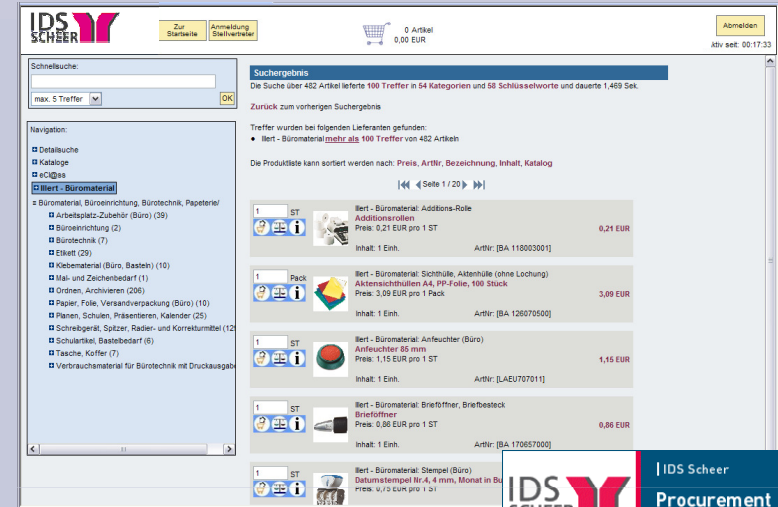 IDS
SCHEER
Zur Startseite
Anmeldung Stellvertreter
0 Artikel
0,00 EUR
Abmelden
Aktiv seit: 00:17:33
Schnellsuche:
max. 5 Treffer
OK
Navigation:
Detailsuche
Kataloge
eCl@ss
Illert - Büromaterial
Büromaterial, Büroeinrichtung, Bürotechnik, Papeterie/
Arbeitsplatz-Zubehör (Büro) (39)
Büroeinrichtung (2)
Bürotechnik (7)
Etikett (29)
Klebematerial (Büro, Basteln) (10)
Mal- und Zeichenbedarf (1)
Ordnen, Archivieren (206)
Papier, Folie, Versandverpackung (Büro) (10)
Planen, Schulen, Präsentieren, Kalender (25)
Schreibgerät, Spitzer, Radier- und Korrekturmittel (12
Schulartikel, Bastelbedarf (6)
Tasche, Koffer (7)
Verbrauchsmaterial für Bürotechnik mit Druckausgab
Suchergebnis
Die Suche über 482 Artikel lieferte 100 Treffer in 54 Kategorien und 58 Schlüsselworte und dauerte 1,469 Sek.
Zurück zum vorherigen Suchergebnis
Treffer wurden bei folgenden Lieferanten gefunden:
Illert - Büromaterial mehr als 100 Treffer von 482 Artikeln
Die Produktliste kann sortiert werden nach: Preis, ArtNr, Bezeichnung, Inhalt, Katalog
Seite 1 / 20
1 ST
Illert - Büromaterial: Additions-Rolle
Additionsrollen
Preis: 0,21 EUR pro 1 ST
0,21 EUR
Inhalt: 1 Einh. ArtNr: [BA 118003001]
1 Pack
Illert - Büromaterial: Sichthülle, Aktenhülle (ohne Lochung)
Aktensichthüllen A4, PP-Folie, 100 Stück
Preis: 3,09 EUR pro 1 Pack
3,09 EUR
Inhalt: 1 Einh. ArtNr: [BA 126070500]
1 ST
Illert - Büromaterial: Anfeuchter (Büro)
Anfeuchter 85 mm
Preis: 1,15 EUR pro 1 ST
1,15 EUR
Inhalt: 1 Einh. ArtNr: [LAEU707011]
1 ST
Illert - Büromaterial: Brieföffner, Briefbesteck
Brieföffner
Preis: 0,86 EUR pro 1 ST
0,86 EUR
Inhalt: 1 Einh. ArtNr: [BA 170657000]
1 ST
Illert - Büromaterial: Stempel (Büro)
Datumstempel Nr.4, 4 mm, Monat in Bu
Preis: 0,75 EUR pro 1 ST
IDS
SCHEER
IDS Scheer
Procurement